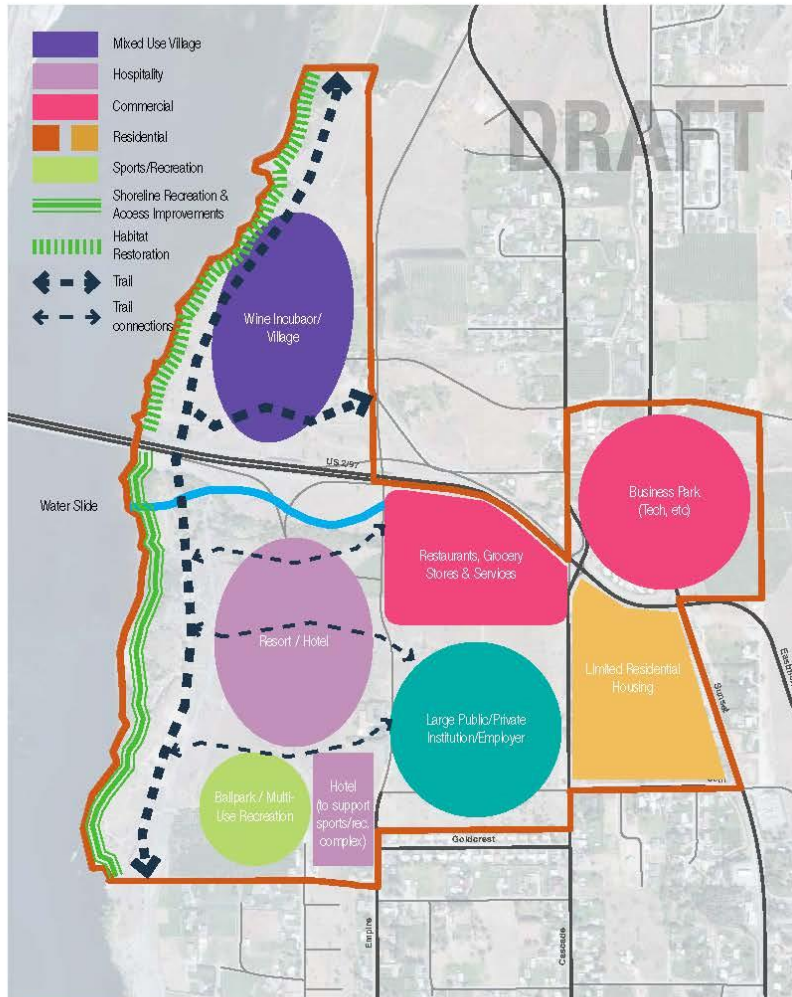 Mixed Use Village
Hospitality
Commercial
Residential
Sports/Recreation
Shoreline Recreation &
Access Improvements
Habitat
Restoration
Trail
Trail
connections
DRAFT
Wine Incubaor/
Village
US 2/97
Water Slide
Business Park
(Tech, etc)
Restaurants, Grocery
Stores & Services
Resort / Hotel
Limited Residential
Housing
Sunset
Large Public/Private
Institution/Employer
Ballpark / Multi-
Use Recreation
Hotel
(to support
sports/rec.
complex)
Goldcrest
Empire
Cascade